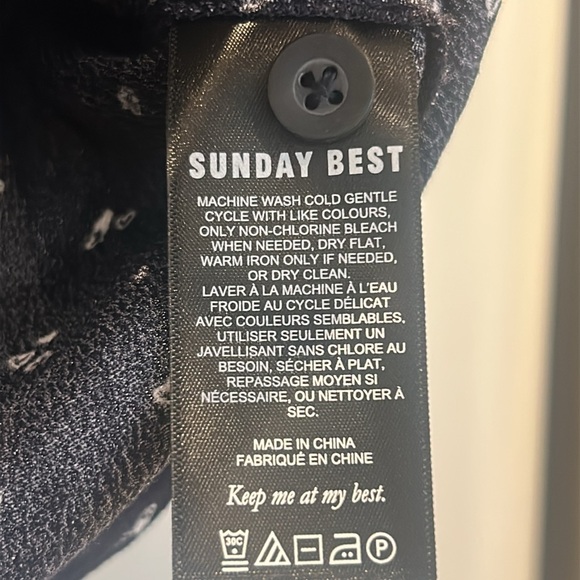 SUNDAY BEST
MACHINE WASH COLD GENTLE
CYCLE WITH LIKE COLOURS,
ONLY NON-CHLORINE BLEACH
WHEN NEEDED, DRY FLAT,
WARM IRON ONLY IF NEEDED,
OR DRY CLEAN.
LAVER À LA MACHINE À L'EAU
FROIDE AU CYCLE DÉLICAT
AVEC COULEURS SEMBLABLES.
UTILISER SEULEMENT UN
JAVELLISANT SANS CHLORE AU
BESOIN, SÉCHER À PLAT,
REPASSAGE MOYEN SI
NÉCESSAIRE, OU NETTOYER À
SEC.
MADE IN CHINA
FABRIQUÉ EN CHINE
Keep me at my best.
30C P